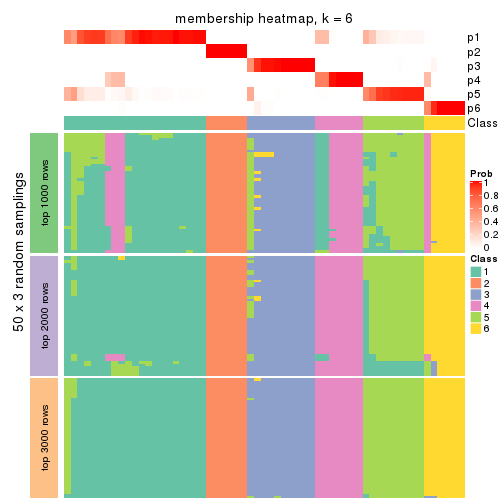 membership heatmap, k = 6
p1
p2
p3
p4
p5
p6
Class
50 x 3 random samplings
top 1000 rows
top 2000 rows
top 3000 rows
Prob
1
0.8
0.6
0.4
0.2
0
Class
1
2
3
4
5
6